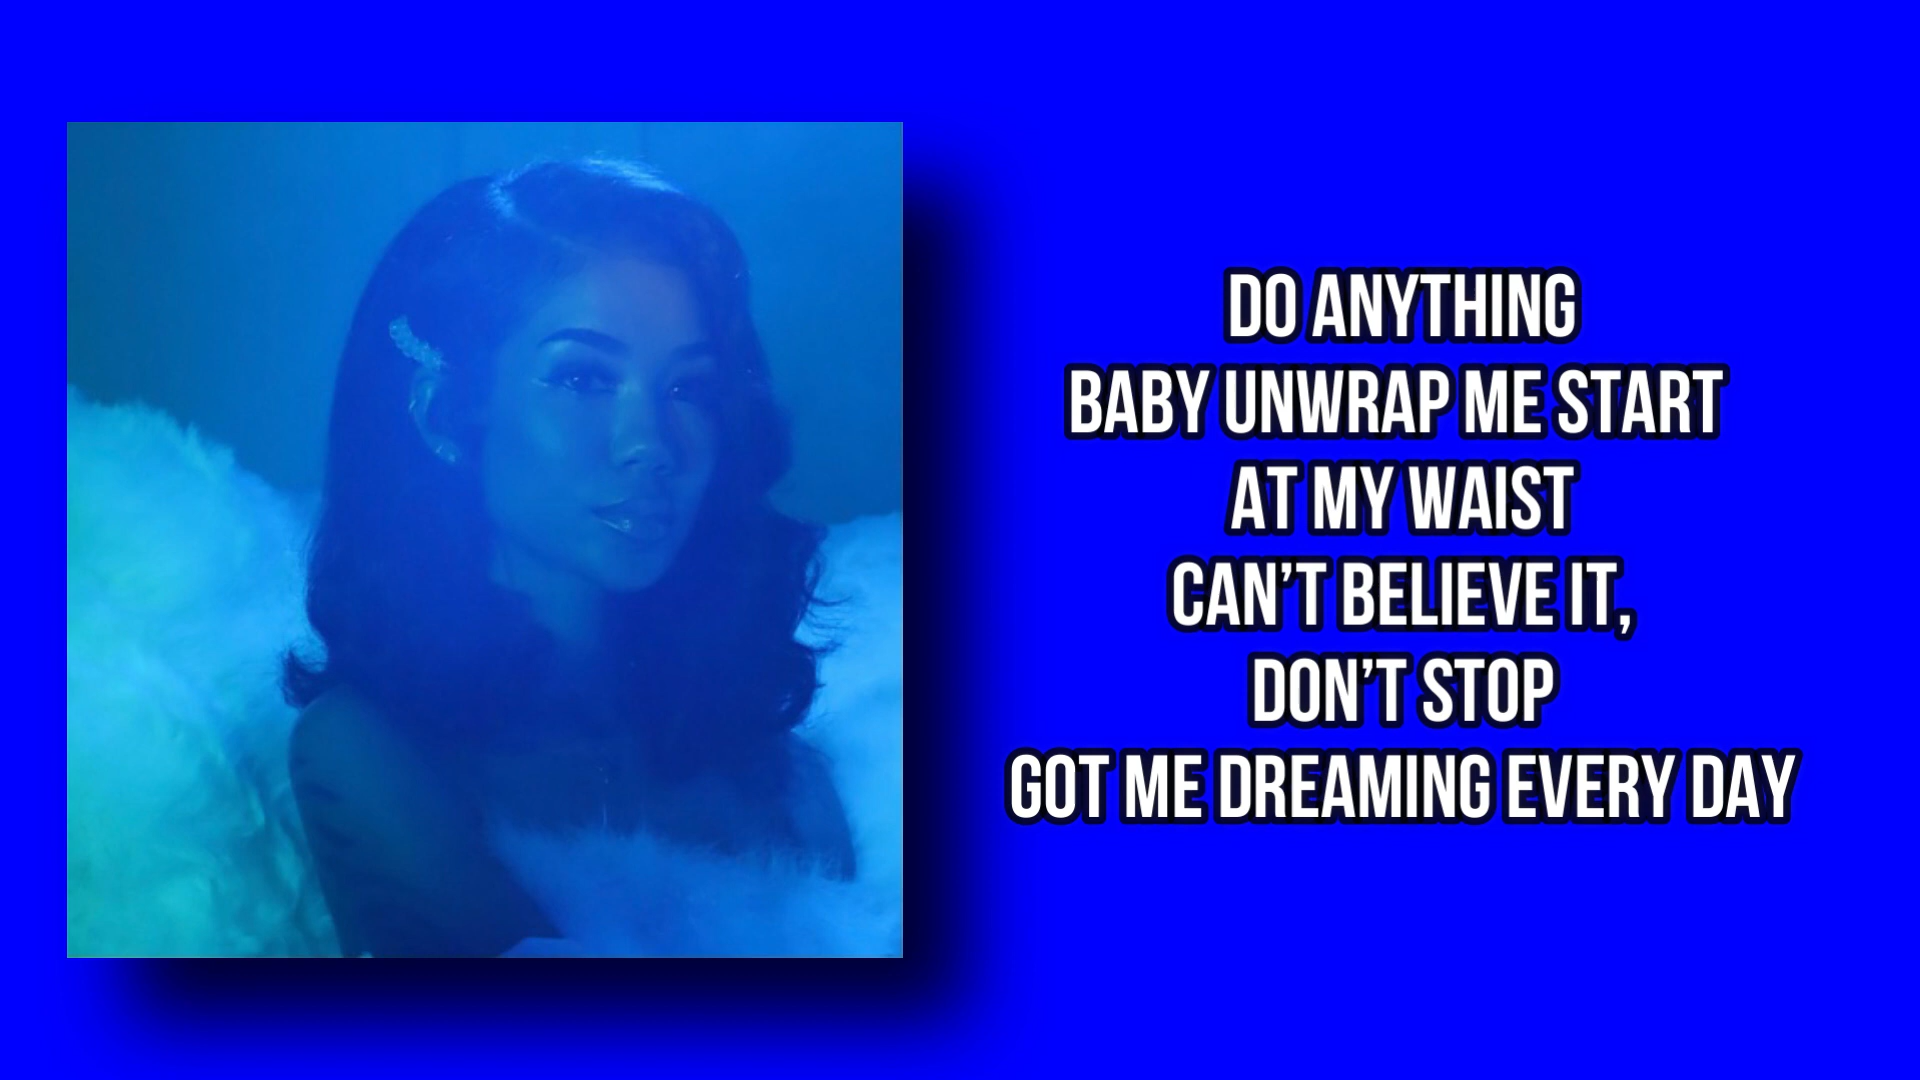 DO ANYTHING
BABY UNWRAP ME START
AT MY WAIST
CAN'T BELIEVE IT,
DON'T STOP
GOT ME DREAMING EVERY DAY